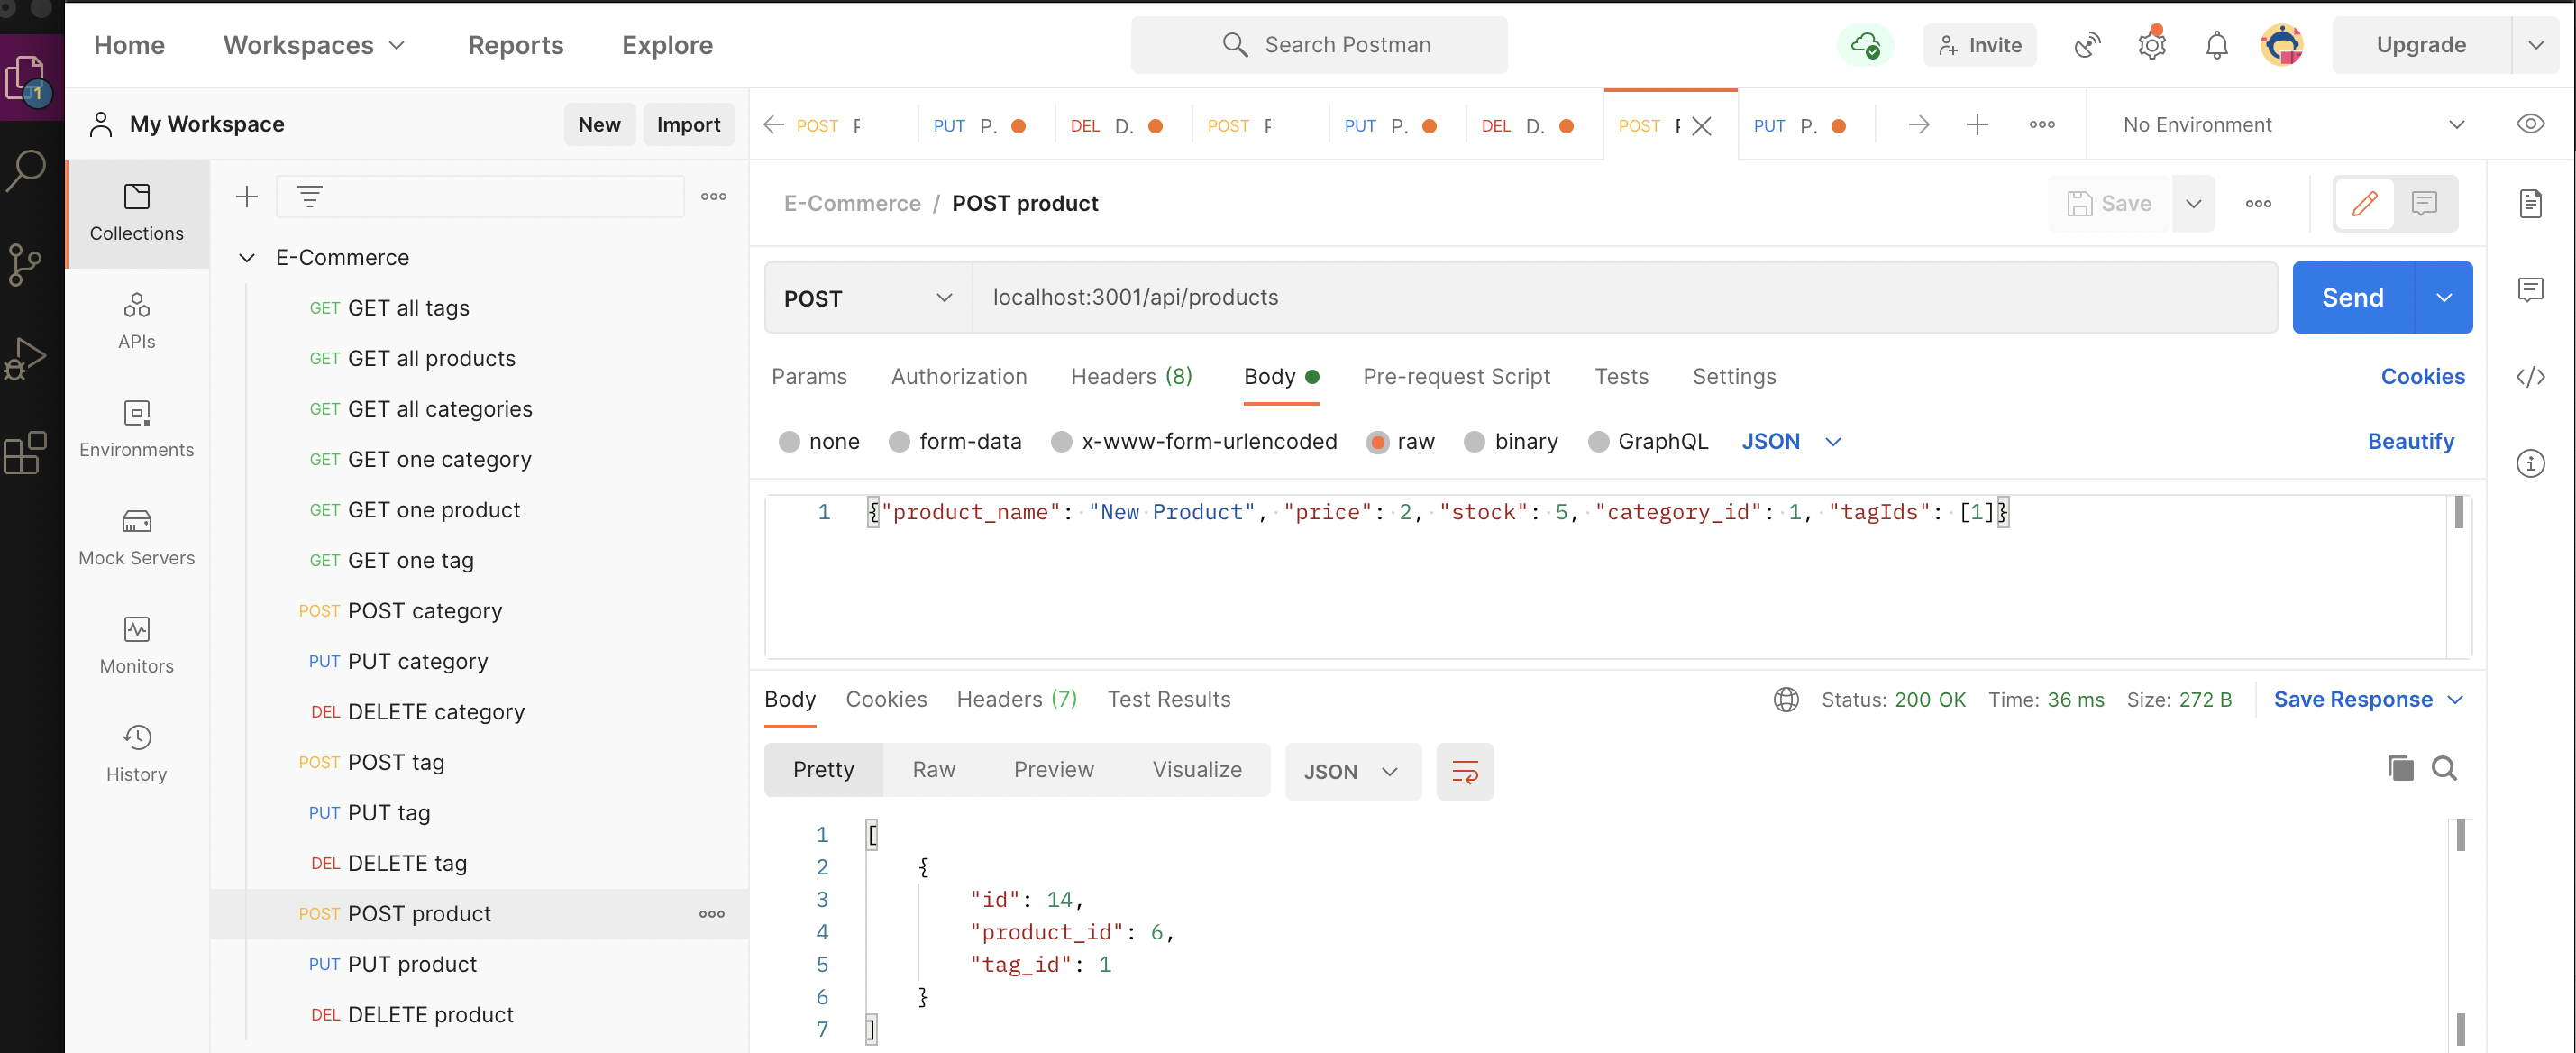 Home Workspaces Reports Explore Search Postman Invite Upgrade
1
My Workspace New Import
POST PUT P. DEL D. POST PUT P. DEL D. POST PUT P. No Environment
Collections
APIs
Environments
Mock Servers
Monitors
History
E-Commerce
GET GET all tags
GET GET all products
GET GET all categories
GET GET one category
GET GET one product
GET GET one tag
POST POST category
PUT PUT category
DEL DELETE category
POST POST tag
PUT PUT tag
DEL DELETE tag
POST POST product
PUT PUT product
DEL DELETE product
E-Commerce / POST product Save
POST localhost:3001/api/products Send
Params Authorization Headers (8) Body Pre-request Script Tests Settings Cookies
none form-data x-www-form-urlencoded raw binary GraphQL JSON Beautify
1 {"product_name": "New Product", "price": 2, "stock": 5, "category_id": 1, "tagIds": [1]}
Body Cookies Headers (7) Test Results Status: 200 OK Time: 36 ms Size: 272 B Save Response
Pretty Raw Preview Visualize JSON
1 [
2 {
3 "id": 14,
4 "product_id": 6,
5 "tag_id": 1
6 }
7 ]